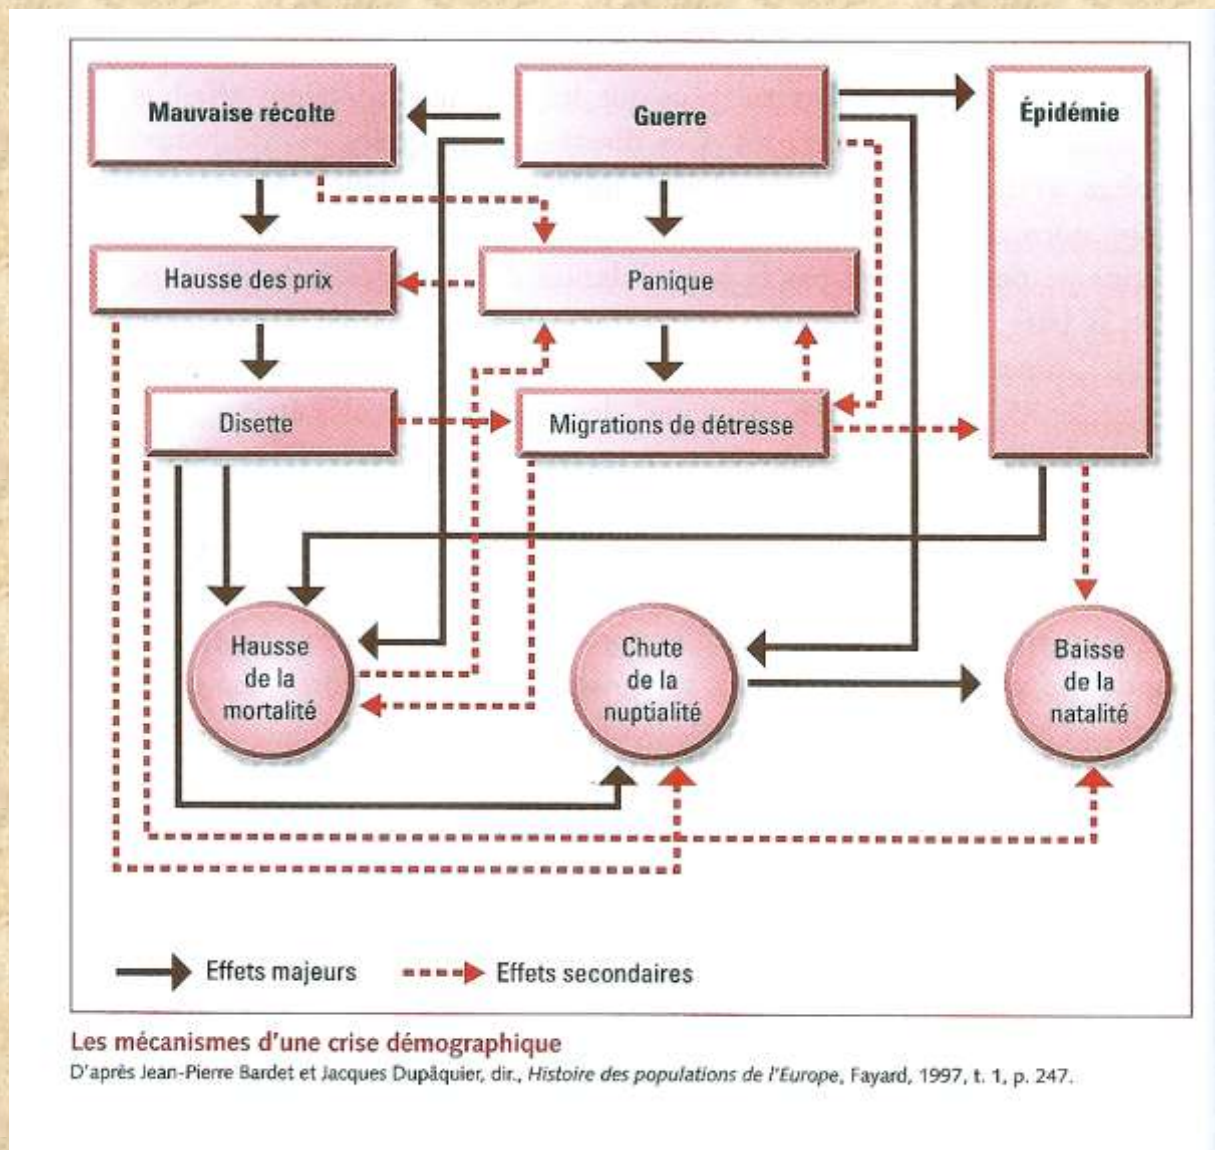 Mauvaise récolte
Guerre
Épidémie
Hausse des prix
Panique
Disette
Migrations de détresse
Hausse
de la
mortalité
Chute
de la
nuptialité
Baisse
de la
natalité
Effets majeurs
Effets secondaires
Les mécanismes d'une crise démographique
D'après Jean-Pierre Bardet et Jacques Dupâquier, dir., Histoire des populations de l'Europe, Fayard, 1997, t. 1, p. 247.